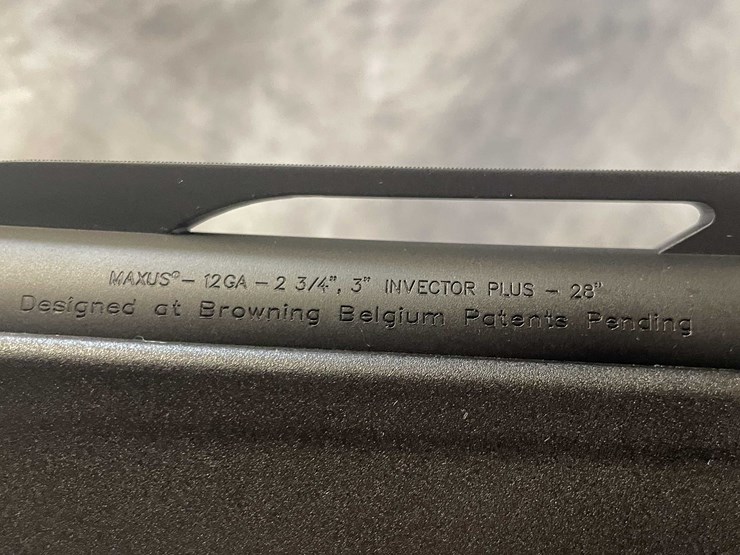 MAXUS® – 12GA – 2 3/4", 3" INVECTOR PLUS – 28"
Designed at Browning Belgium Patents Pending